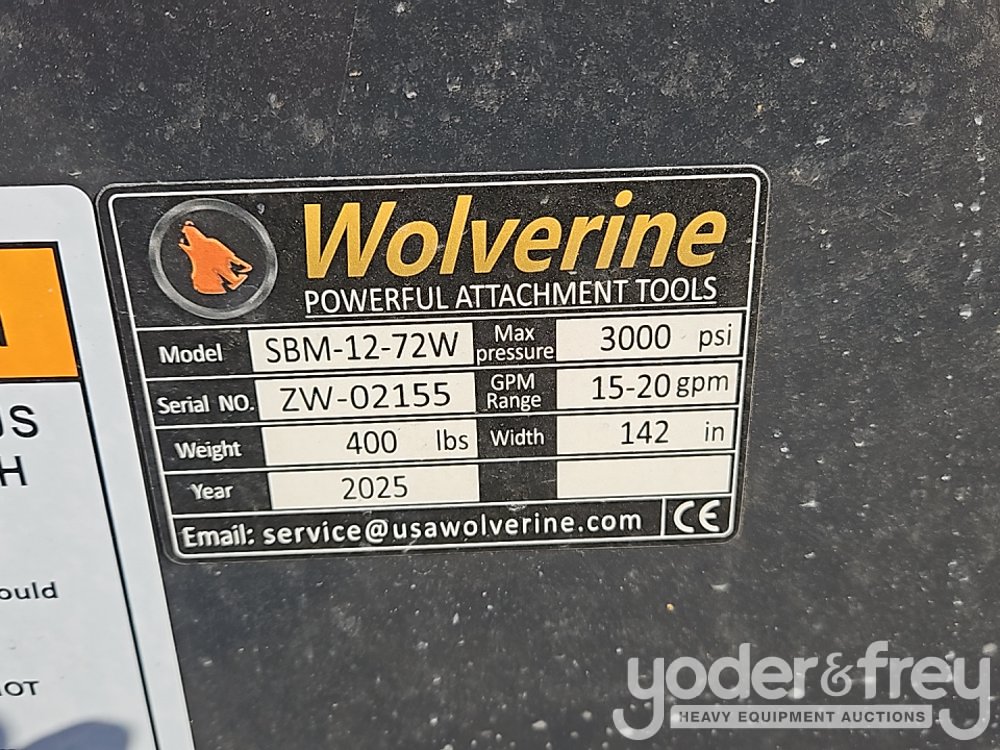 Wolverine
POWERFUL ATTACHMENT TOOLS
Model SBM-12-72W Max pressure 3000 psi
Serial NO. ZW-02155 GPM Range 15-20 gpm
Weight 400 lbs Width 142 in
Year 2025
Email: service@usawolverine.com CE
ould
yoder&frey
HEAVY EQUIPMENT AUCTIONS